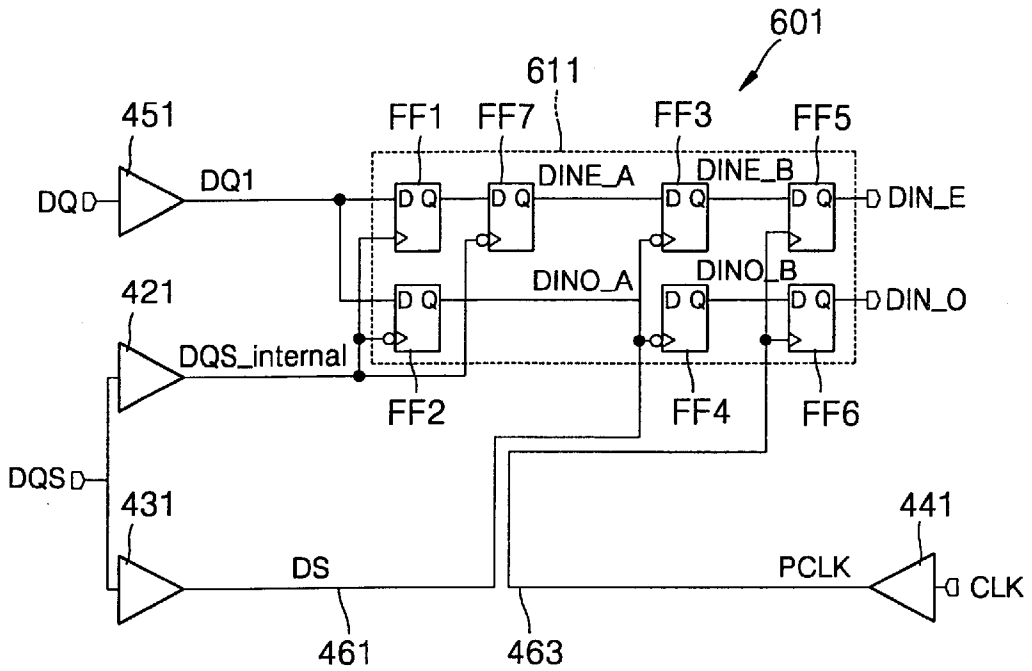 601
611
451
FF1
FF7
FF3
FF5
DQ
DQ1
D Q
D Q
DINE_A
D Q
DINE_B
D Q
DIN_E
421
DQS_internal
D Q
DINO_A
D Q
DINO_B
D Q
DIN_O
FF2
FF4
FF6
DQS
431
DS
461
463
PCLK
441
CLK